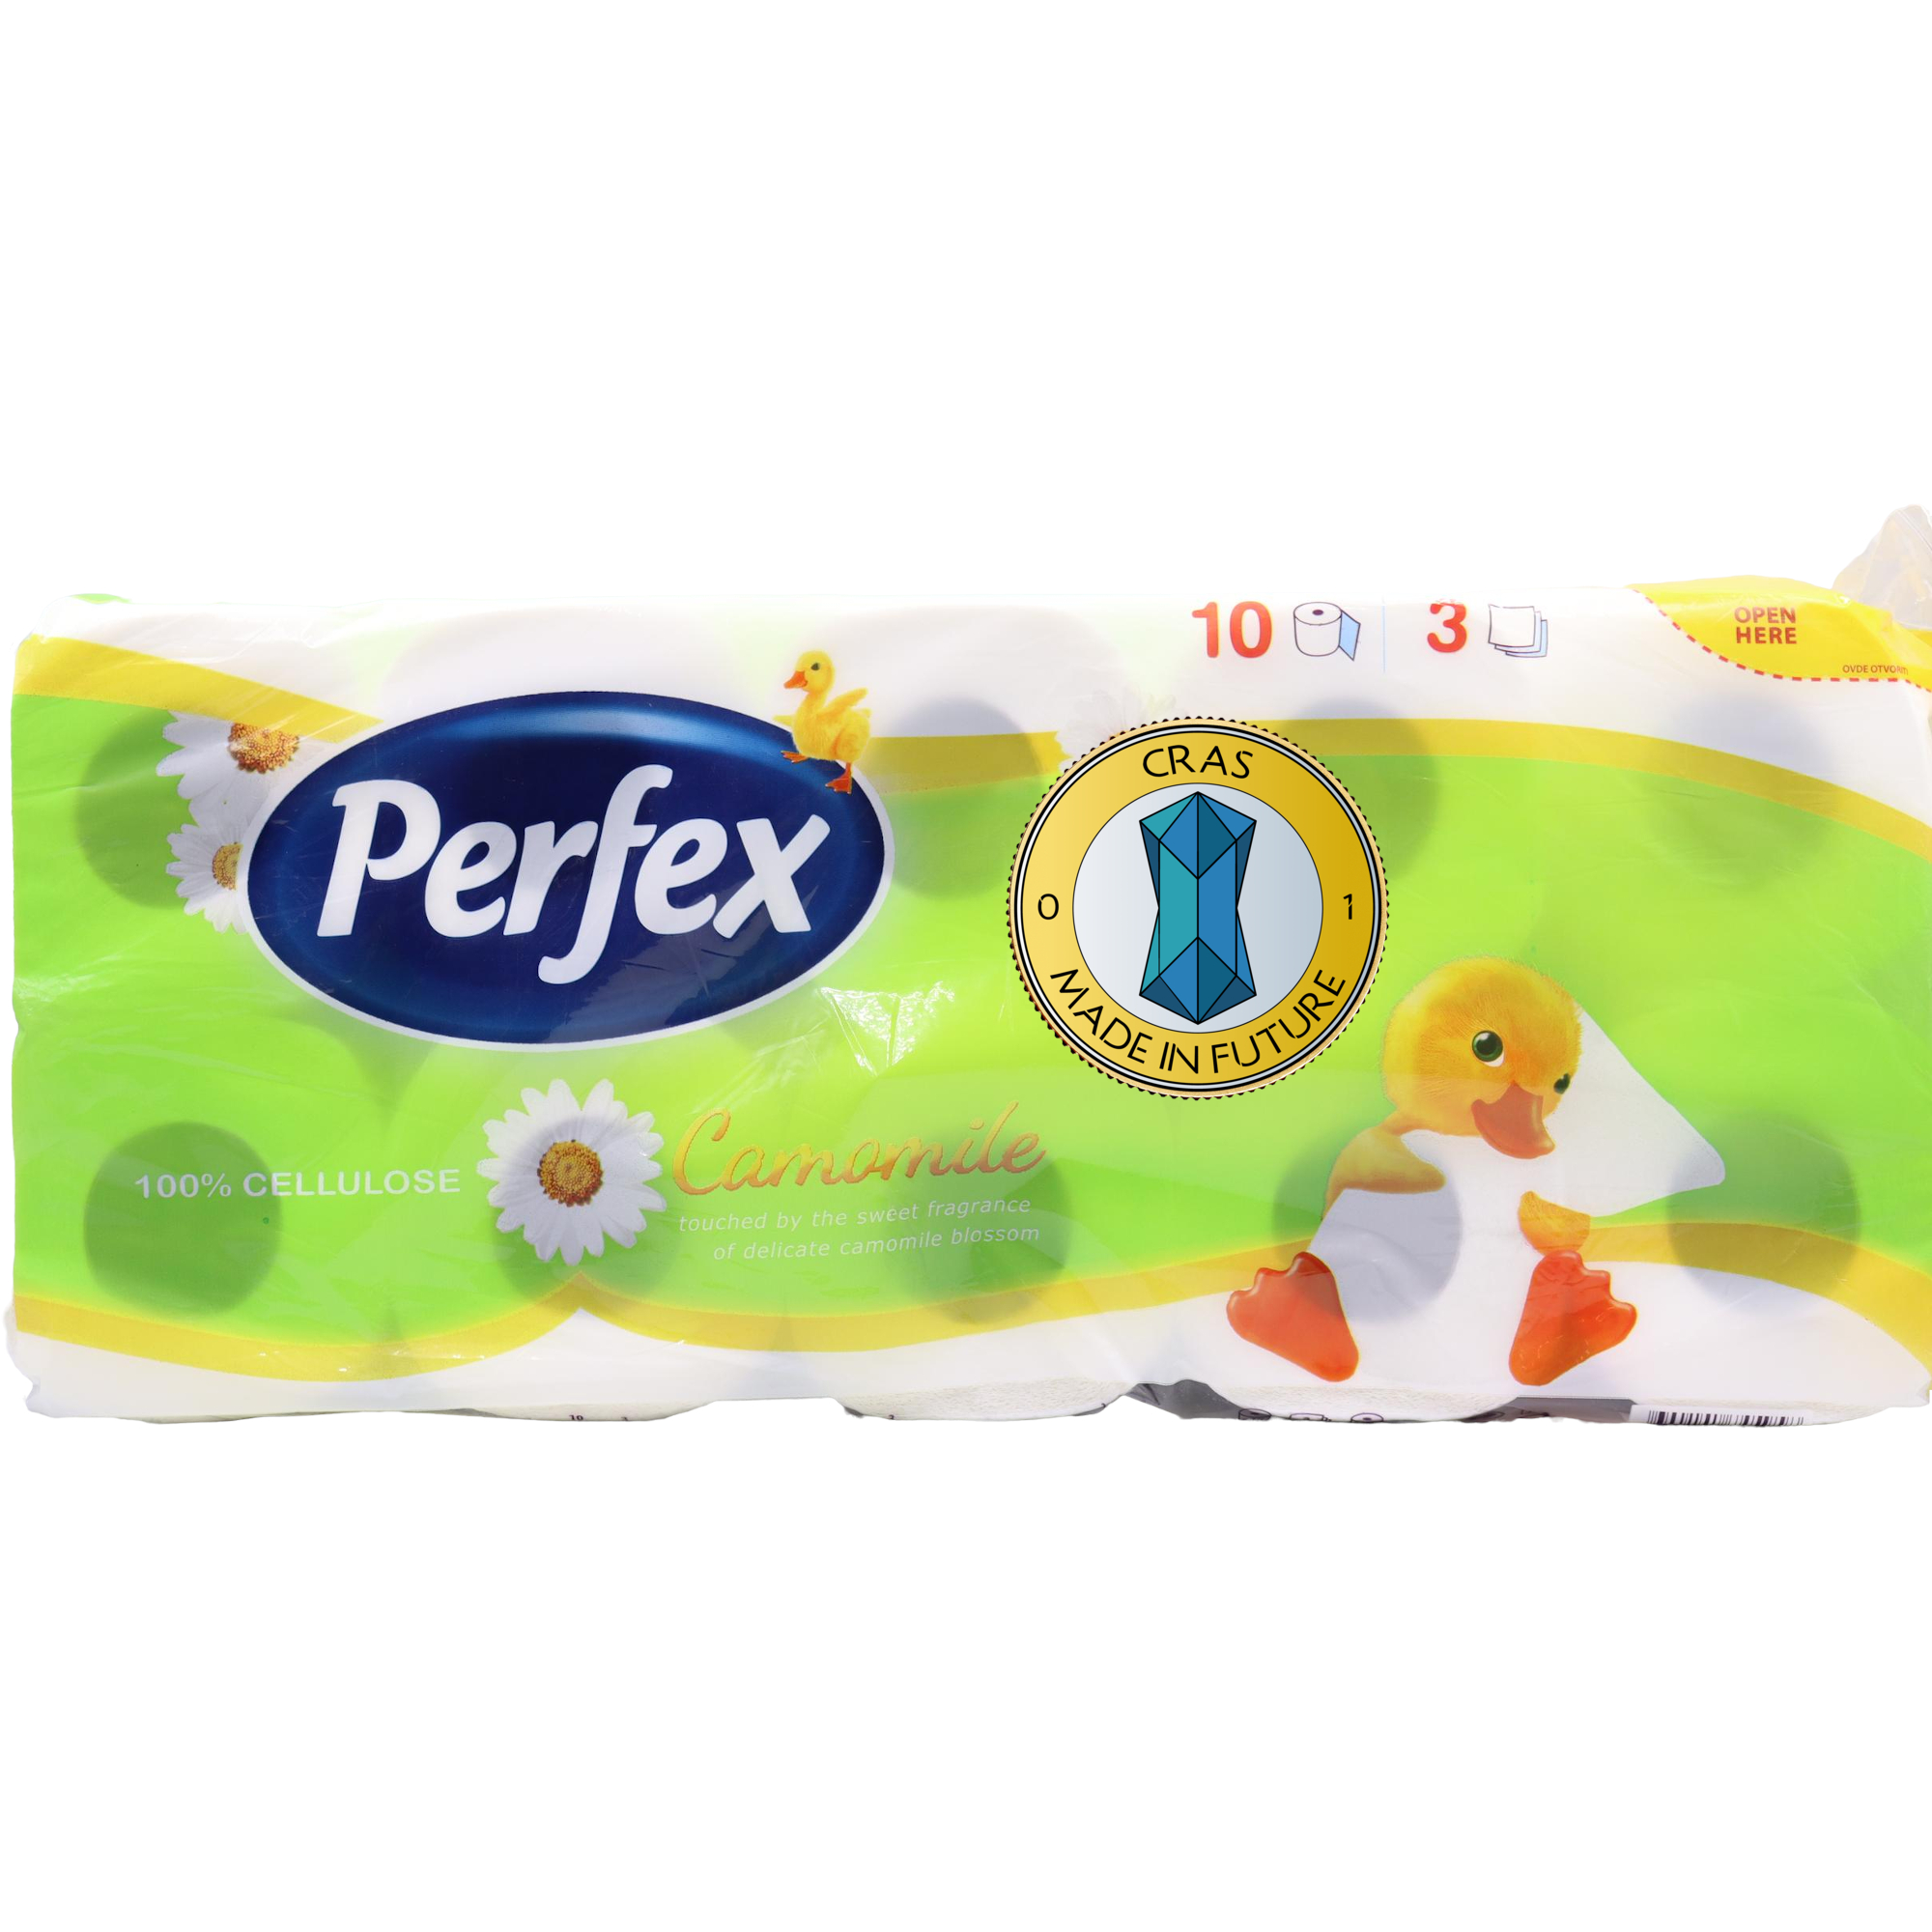 10 3
OPEN
HERE
OVDE OTVORITI
Perfex
CRAS
0 1
MADE IN FUTURE
100% CELLULOSE
Camomile
touched by the sweet fragrance
of delicate camomile blossom